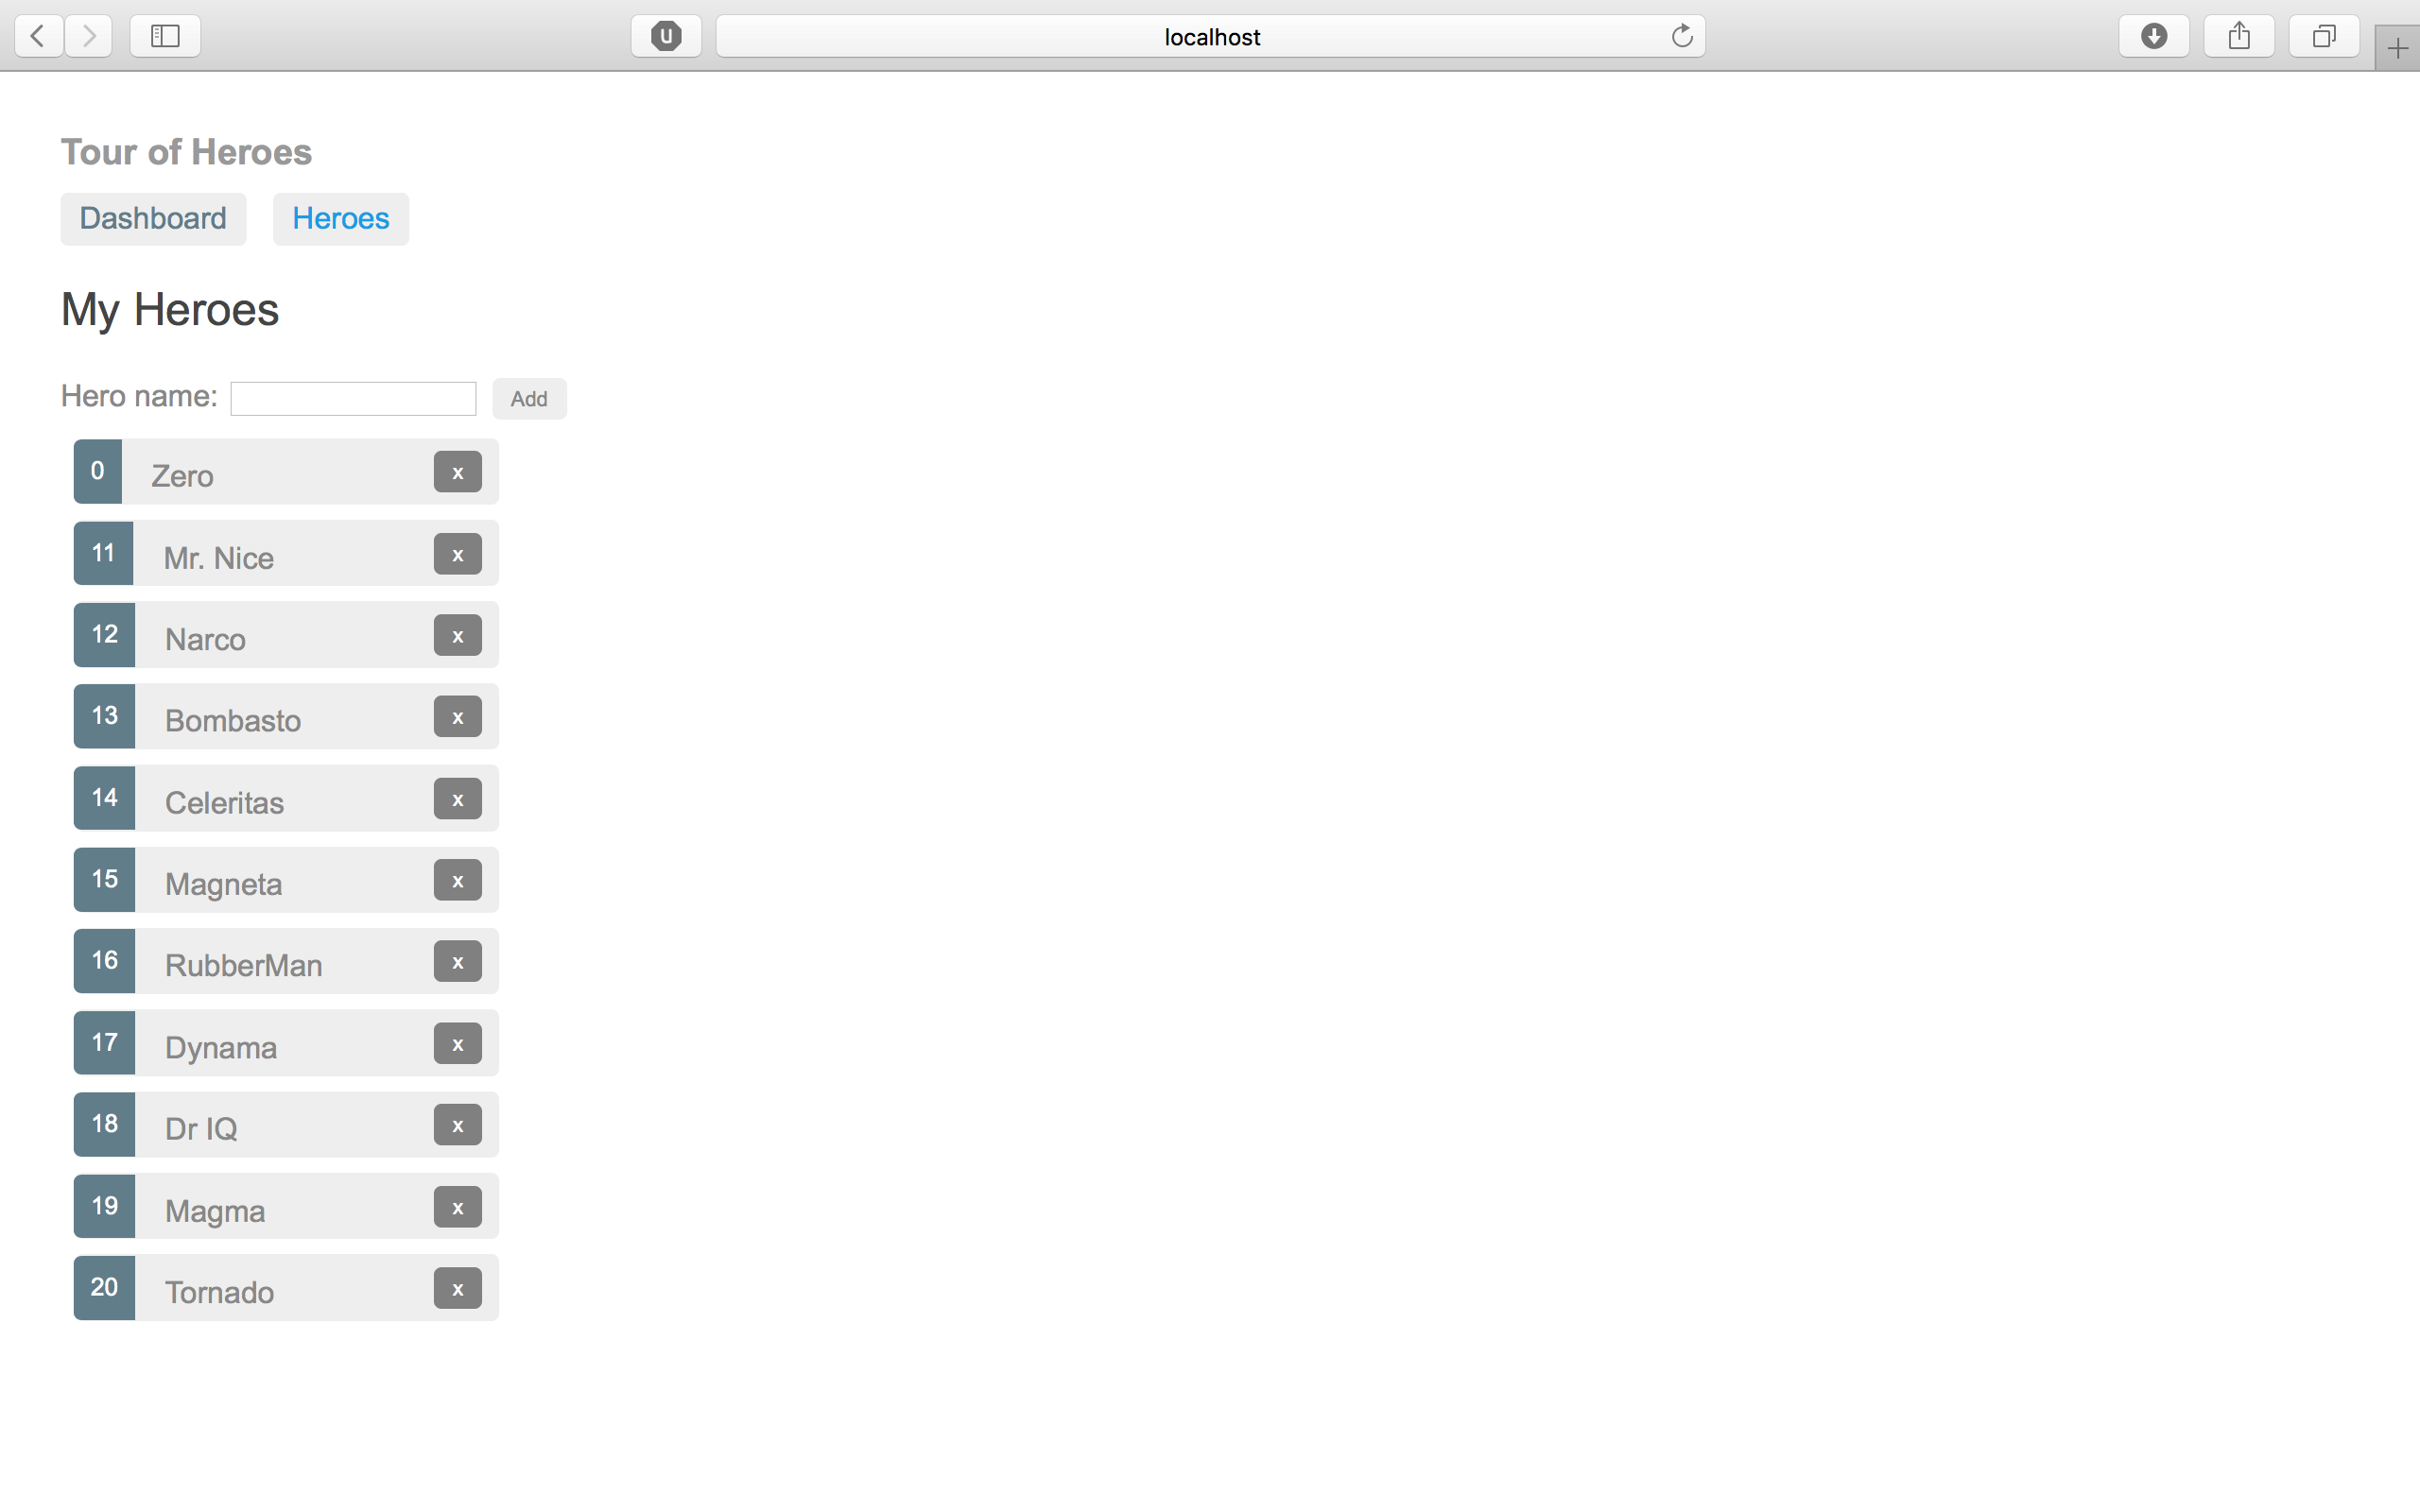 U
localhost
Tour of Heroes
Dashboard Heroes
My Heroes
Hero name: Add
0 Zero x
11 Mr. Nice x
12 Narco x
13 Bombasto x
14 Celeritas x
15 Magneta x
16 RubberMan x
17 Dynama x
18 Dr IQ x
19 Magma x
20 Tornado x